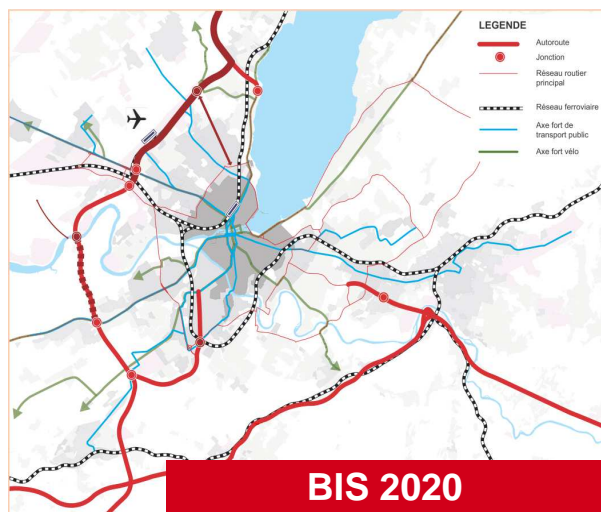 LEGENDE
Autoroute
Jonction
Réseau routier
principal
Réseau ferroviaire
Axe fort de
transport public
Axe fort vélo
BIS 2020